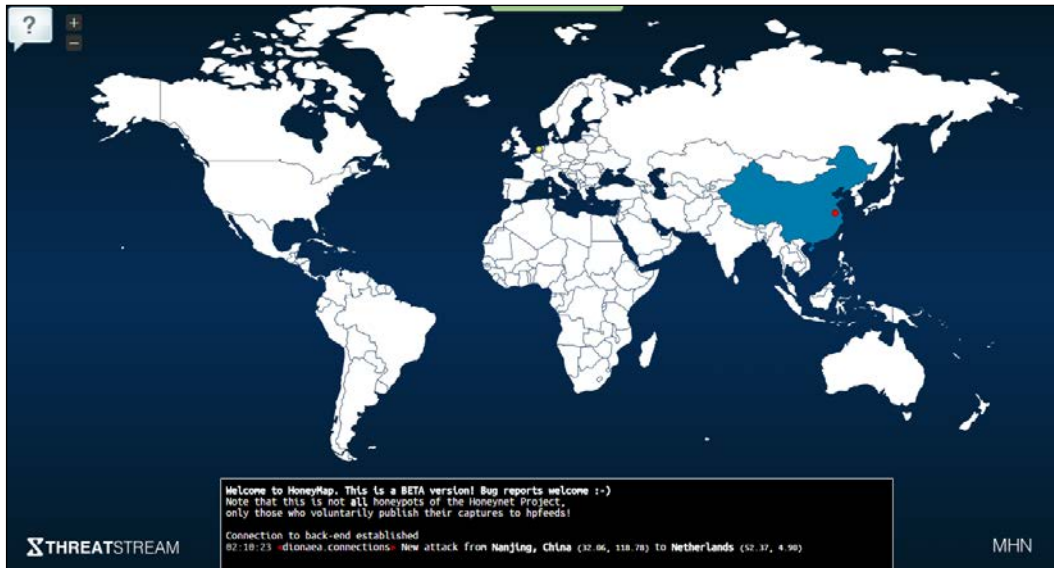 ?
+
−
Welcome to HoneyMap. This is a BETA version! Bug reports welcome :-)
Note that this is not all honeypots of the Honeynet Project,
only those who voluntarily publish their captures to hpfeeds!
Connection to back-end established
02:10:23 <dionaea.connections> New attack from Nanjing, China (32.06, 118.78) to Netherlands (52.37, 4.90)
THREATSTREAM
MHN